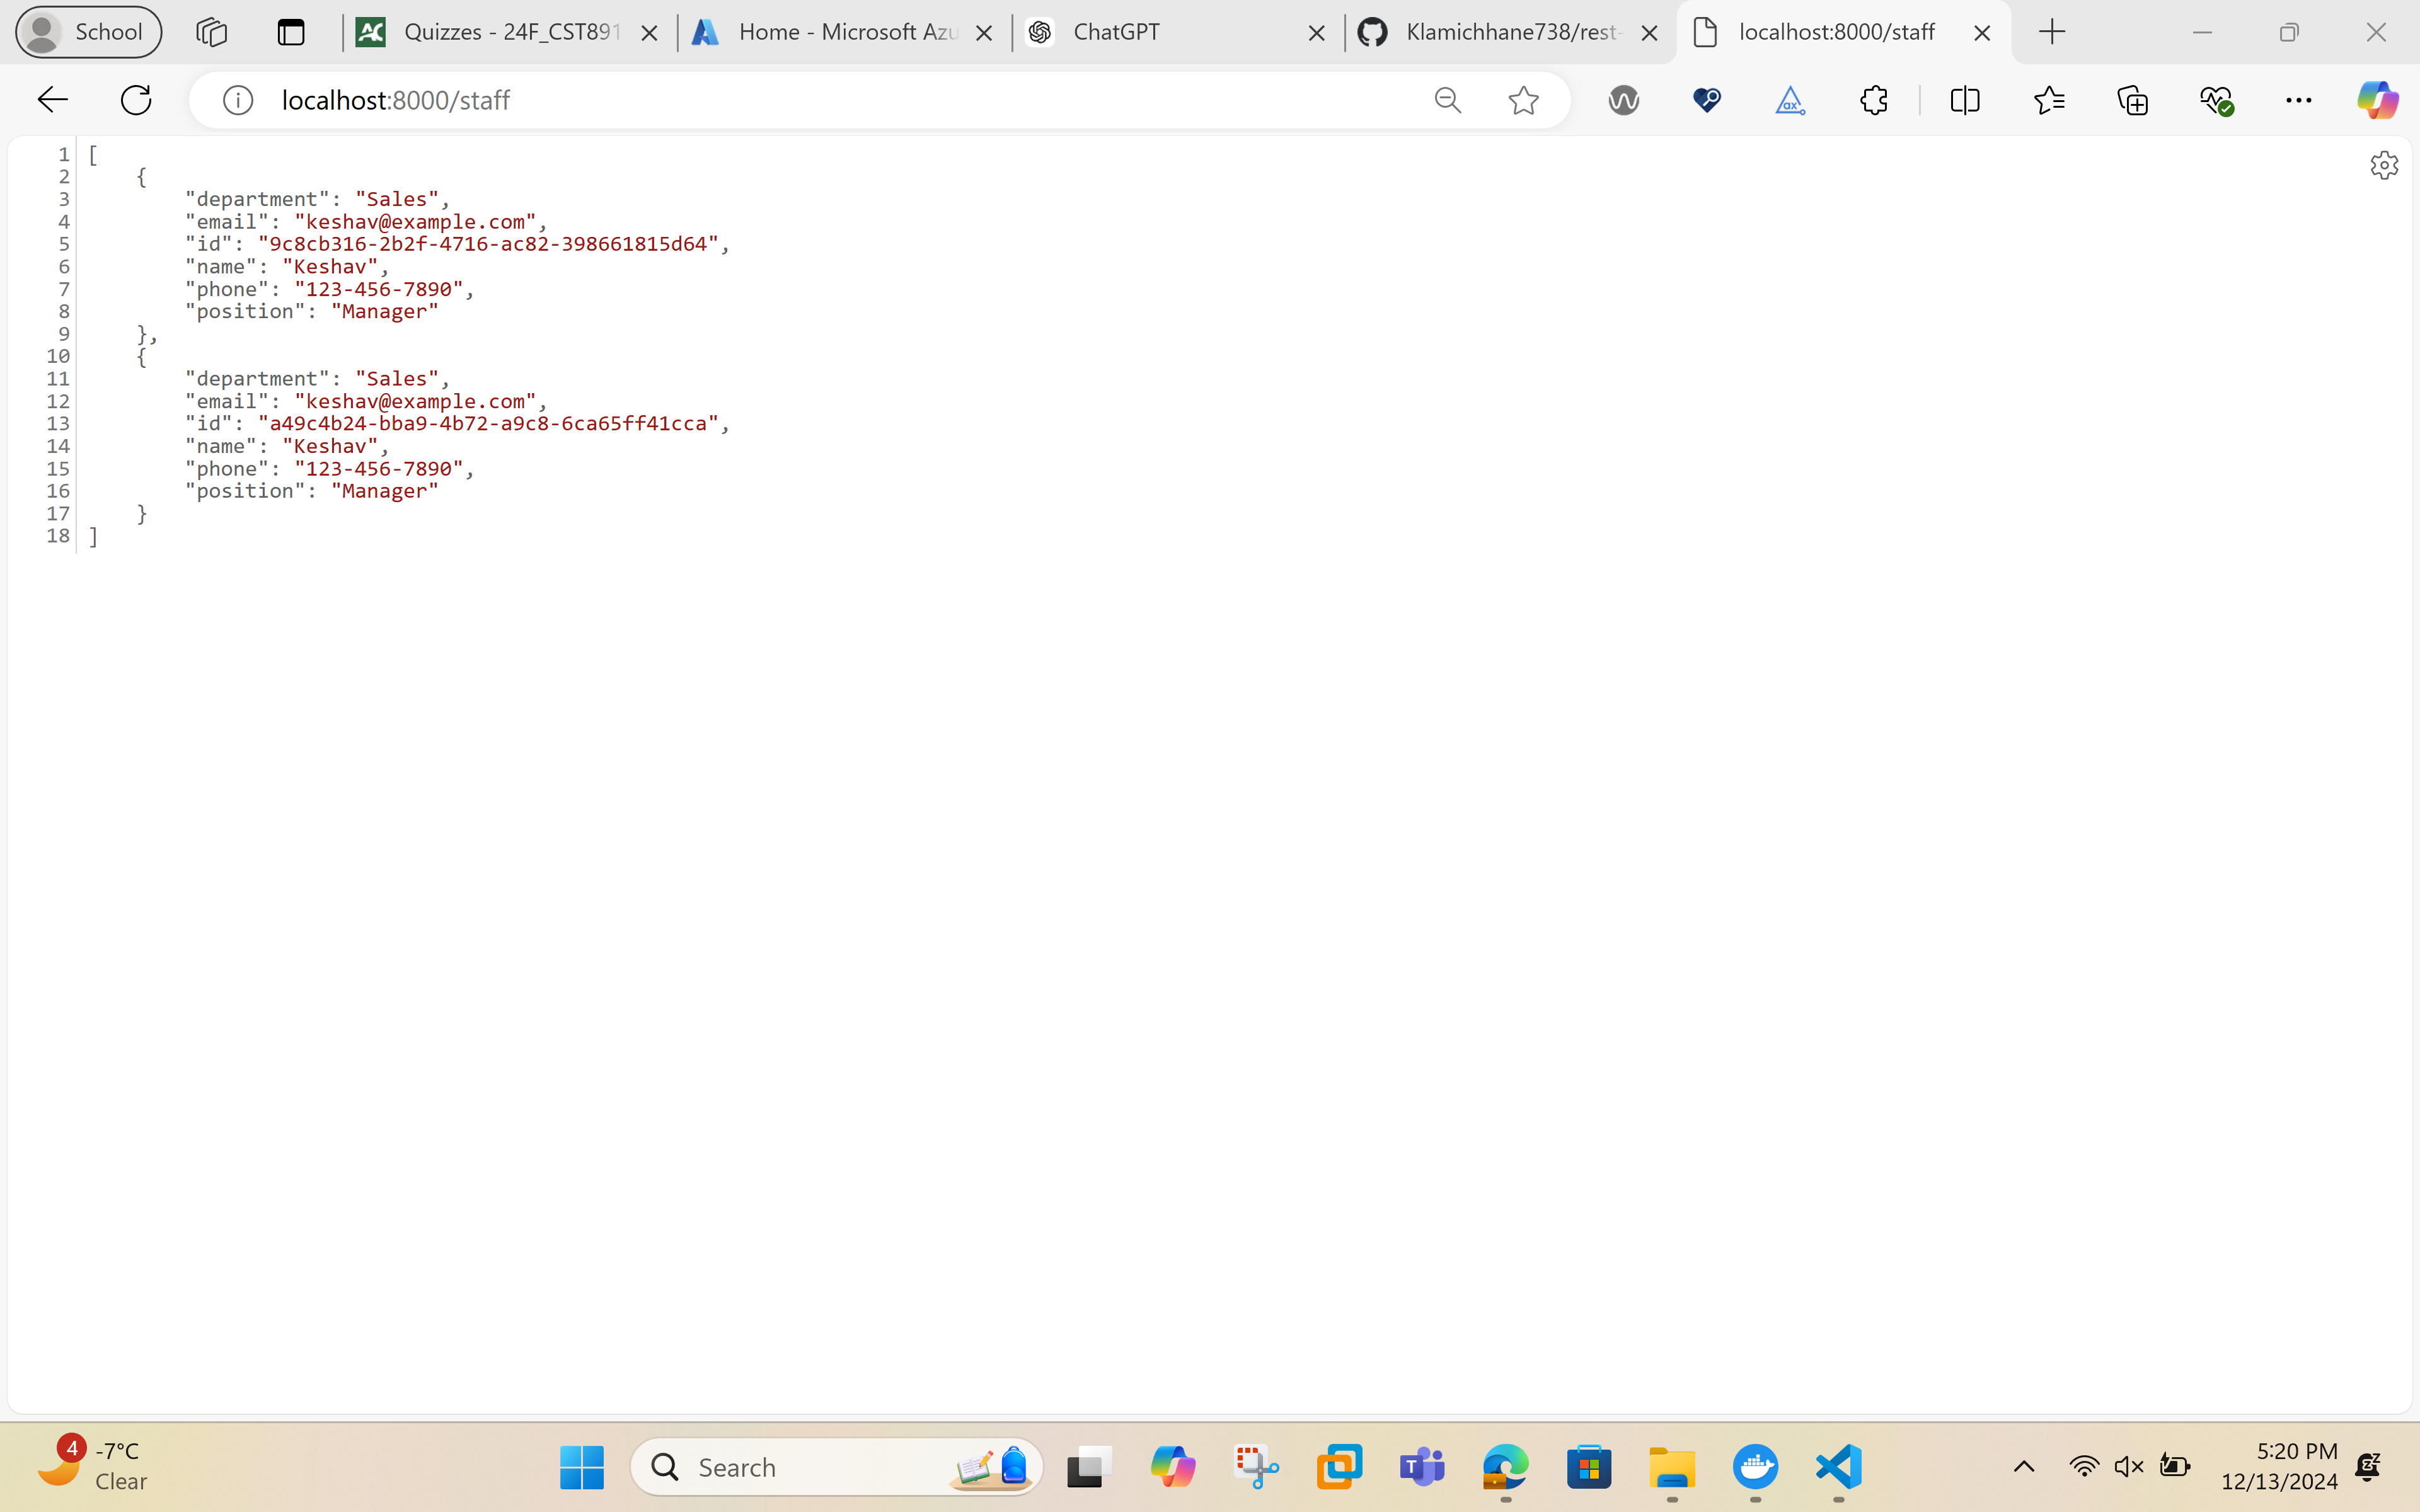 School
Quizzes - 24F_CST891
Home - Microsoft Azu
ChatGPT
Klamichhane738/rest-
localhost:8000/staff
localhost:8000/staff
1 [
2 {
3 "department": "Sales",
4 "email": "keshav@example.com",
5 "id": "9c8cb316-2b2f-4716-ac82-398661815d64",
6 "name": "Keshav",
7 "phone": "123-456-7890",
8 "position": "Manager"
9 },
10 {
11 "department": "Sales",
12 "email": "keshav@example.com",
13 "id": "a49c4b24-bba9-4b72-a9c8-6ca65ff41cca",
14 "name": "Keshav",
15 "phone": "123-456-7890",
16 "position": "Manager"
17 }
18 ]
4
-7°C
Clear
Search
5:20 PM
12/13/2024